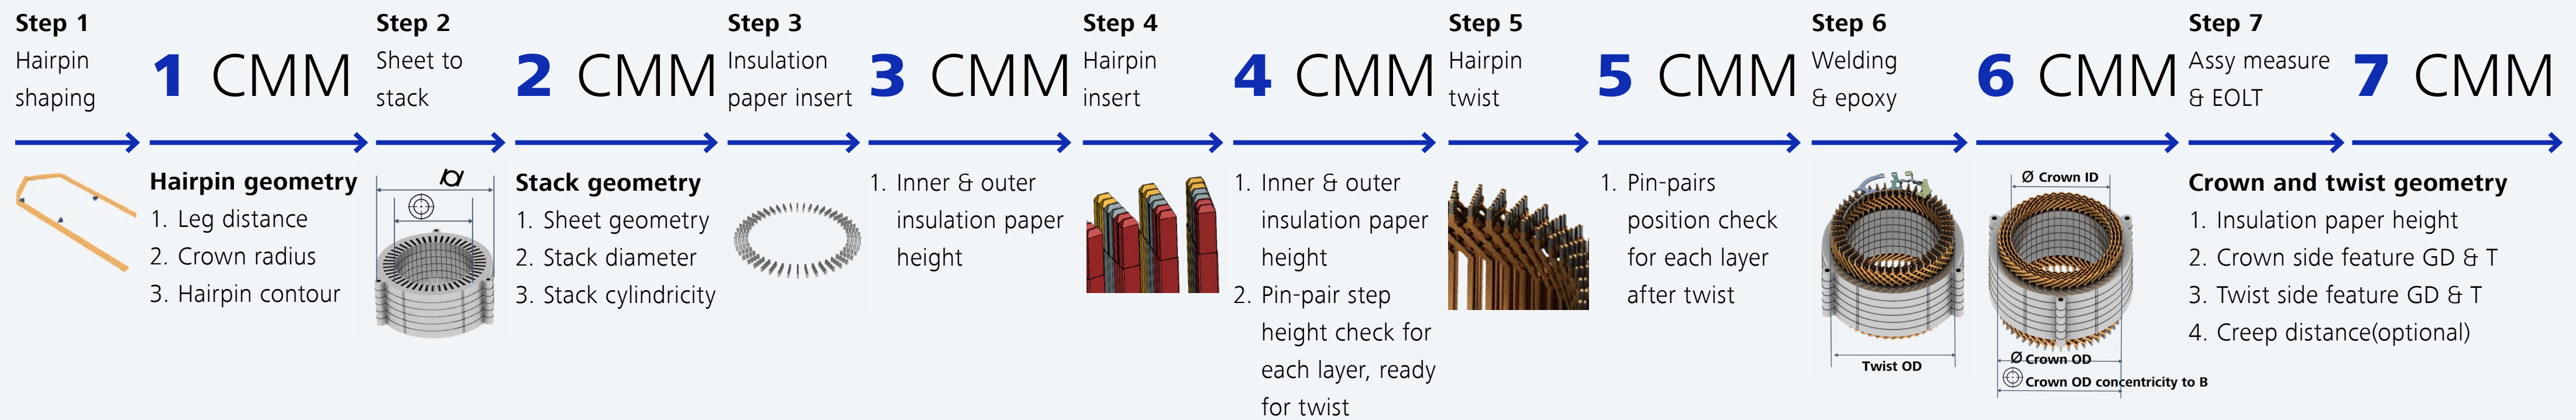 Step 1
Hairpin
shaping
1 CMM
Hairpin geometry
1. Leg distance
2. Crown radius
3. Hairpin contour
Step 2
Sheet to
stack
2 CMM
Stack geometry
1. Sheet geometry
2. Stack diameter
3. Stack cylindricity
Step 3
Insulation
paper insert
3 CMM
1. Inner & outer
insulation paper
height
Step 4
Hairpin
insert
4 CMM
1. Inner & outer
insulation paper
height
2. Pin-pair step
height check for
each layer, ready
for twist
Step 5
Hairpin
twist
5 CMM
1. Pin-pairs
position check
for each layer
after twist
Step 6
Welding
& epoxy
Twist OD
6 CMM
Ø Crown ID
Ø Crown OD
Crown OD concentricity to B
Step 7
Assy measure
& EOLT
7 CMM
Crown and twist geometry
1. Insulation paper height
2. Crown side feature GD & T
3. Twist side feature GD & T
4. Creep distance(optional)